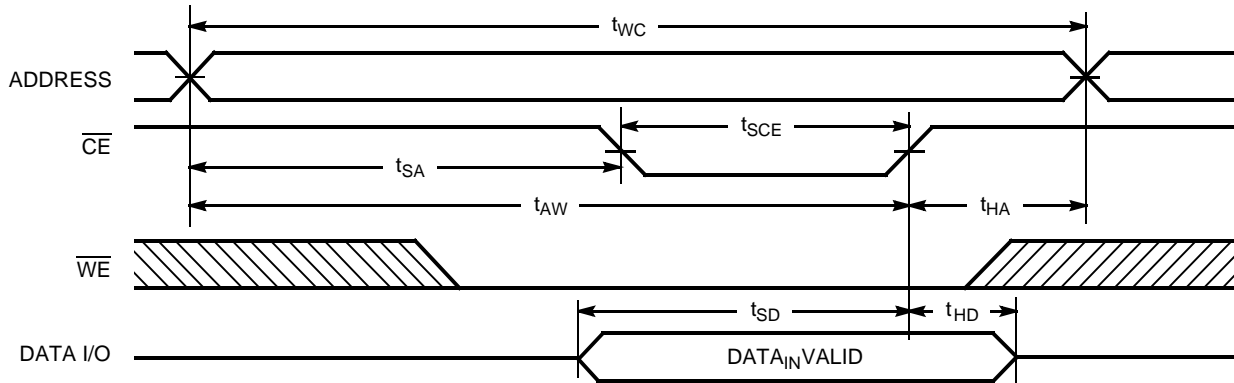 tWC
ADDRESS
CE
tSCE
tSA
tAW
tHA
WE
tSD
tHD
DATA I/O
DATAINVALID